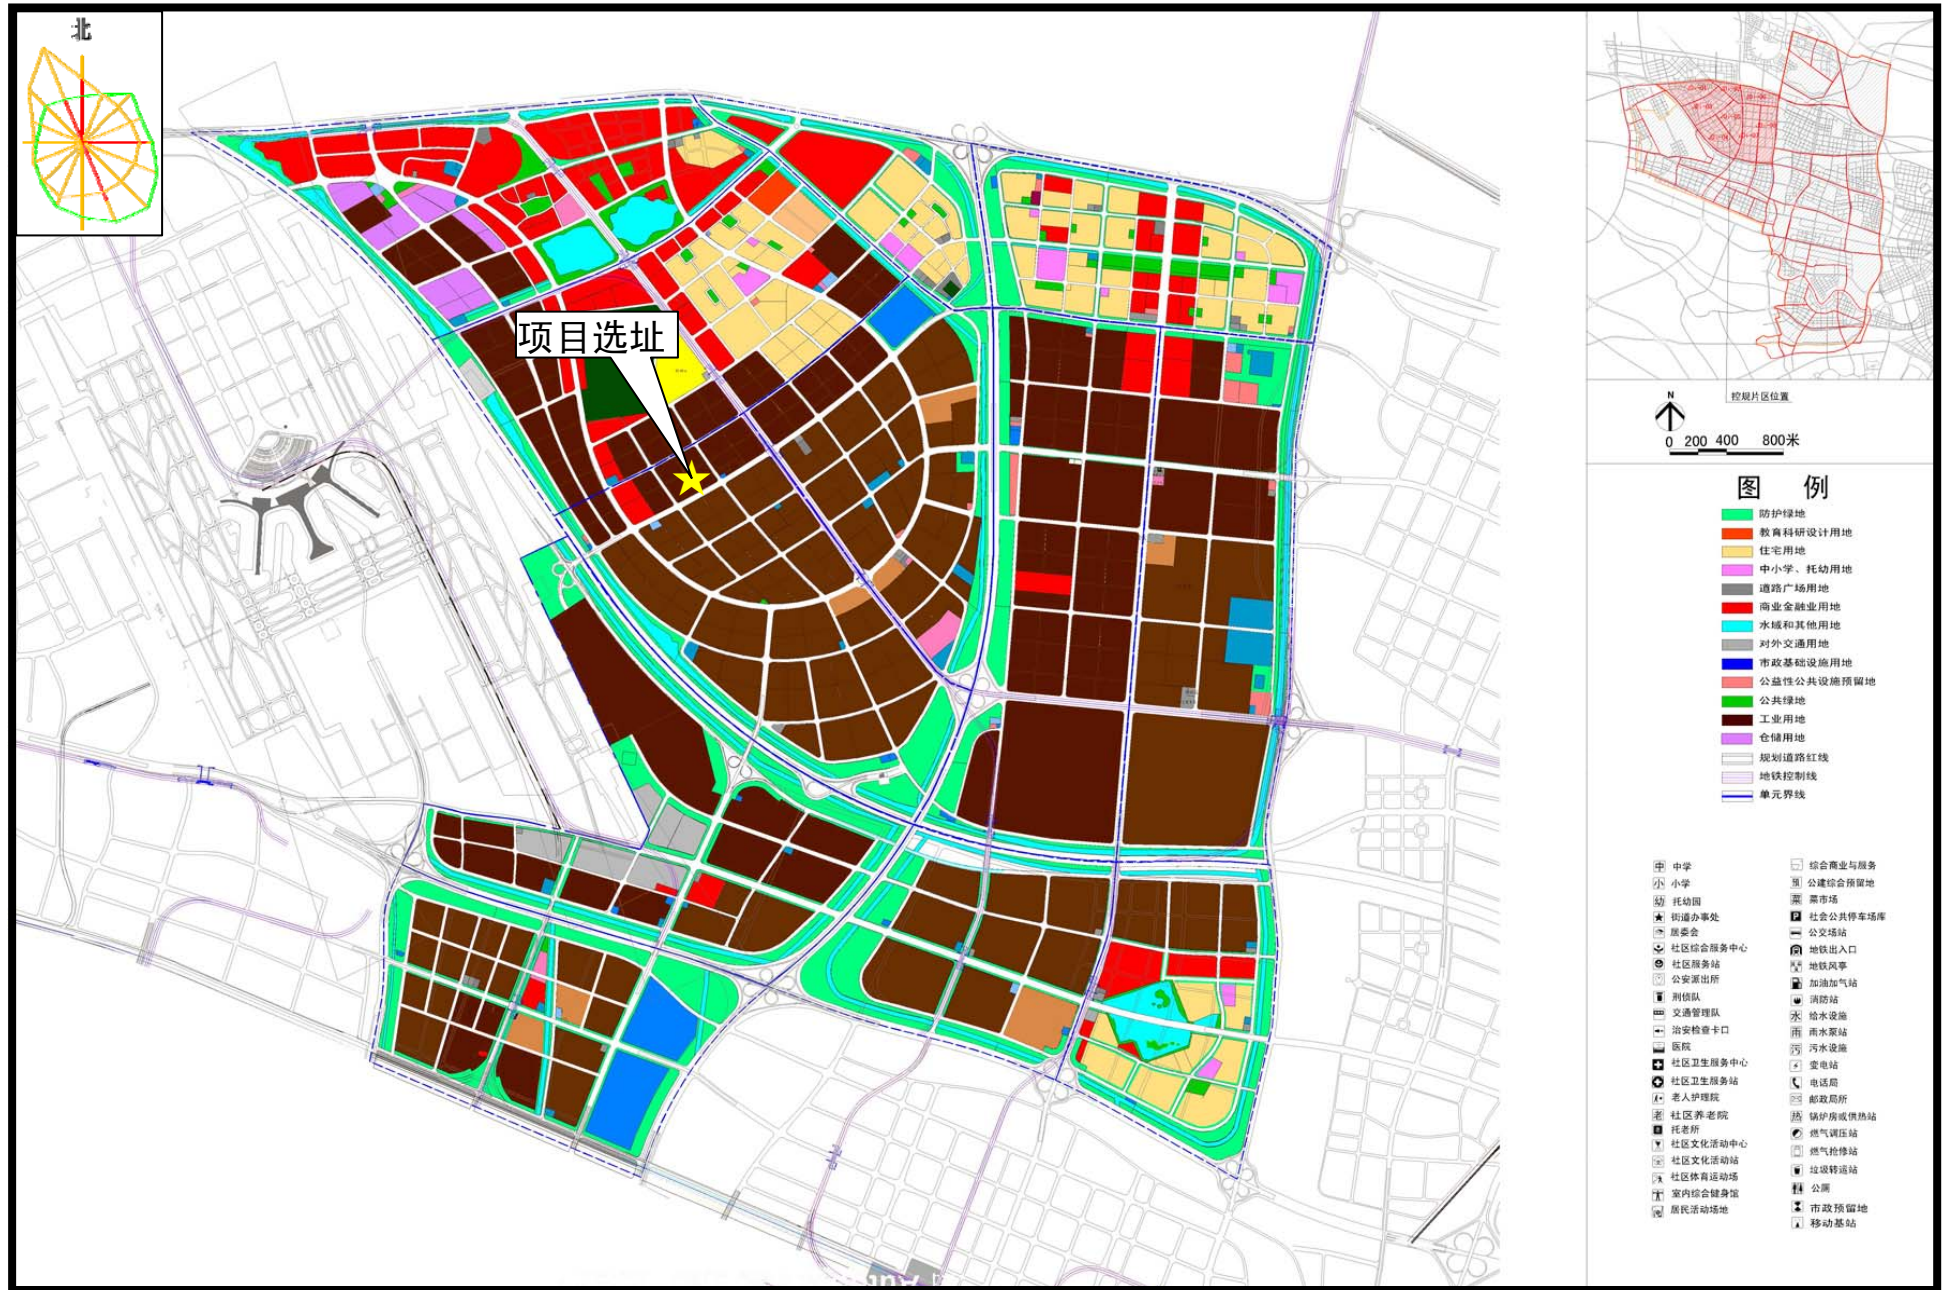 北
项目选址
控规片区位置
N
0 200 400 800米
图 例
防护绿地
教育科研设计用地
住宅用地
中小学、托幼用地
道路广场用地
商业金融业用地
水域和其他用地
对外交通用地
市政基础设施用地
公益性公共设施预留地
公共绿地
工业用地
仓储用地
规划道路红线
地铁控制线
单元界线
中 中学
小 小学
幼 托幼园
街道办事处
居委会
社区综合服务中心
社区服务站
公安派出所
刑侦队
交通管理队
治安检查卡口
医院
社区卫生服务中心
社区卫生服务站
老人护理院
老 社区养老院
托老所
社区文化活动中心
社区文化活动站
社区体育运动场
室内综合健身馆
居民活动场地
综合商业与服务
预 公建综合预留地
菜 菜市场
P 社会公共停车场库
公交场站
地铁出入口
地铁风亭
加油加气站
消防站
水 给水设施
雨 雨水泵站
污 污水设施
变电站
电话局
邮政局所
热 锅炉房或供热站
燃气调压站
燃气抢修站
垃圾转运站
公厕
市政预留地
移动基站